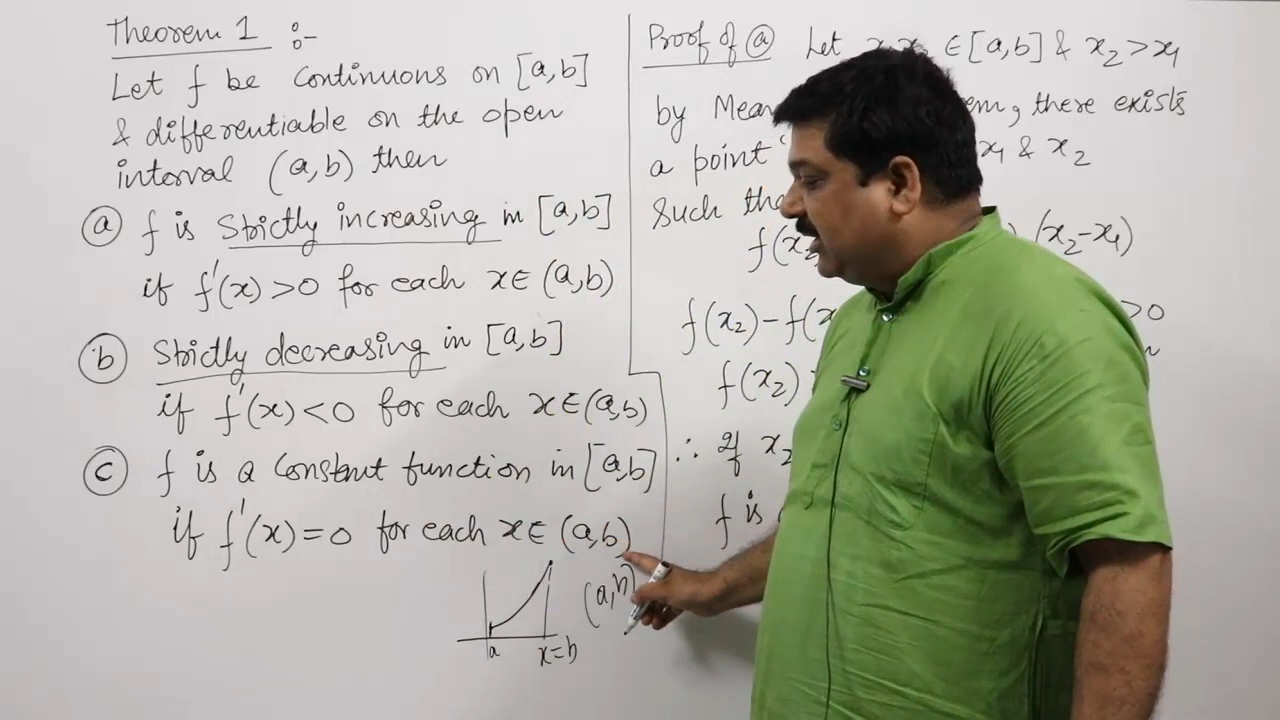 Theorem 1 :-
Let f be Continuous on [a,b]
& differentiable on the open
interval (a,b) then
ⓐ f is Strictly increasing in [a,b]
if f'(x) > 0 for each x∈(a,b)
ⓑ Strictly decreasing in [a,b]
if f'(x) < 0 for each x∈(a,b)
ⓒ f is a Constant function in [a,b]
if f'(x) = 0 for each x∈(a,b)
(a,b)
a x=b
Proof of ⓐ Let ∈[a,b] & x₂>x₁
by Mean there exists
a point x₁ & x₂
Such
(x₂-x₁)
f(x₂)-f( >0
f(x₂)
∴ If x₂
f is